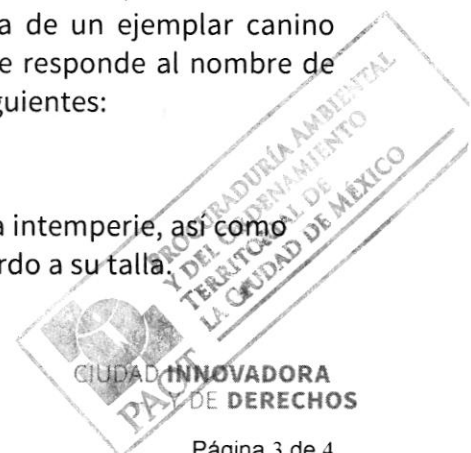 a de un ejemplar canino
e responde al nombre de
guientes:
a intemperie, así como
rdo a su talla.
PROCURADURÍA AMBIENTAL
Y DEL ORDENAMIENTO
TERRITORIAL DE
LA CIUDAD DE MÉXICO
PAOT
CIUDAD INNOVADORA
Y DE DERECHOS
Página 3 de 4